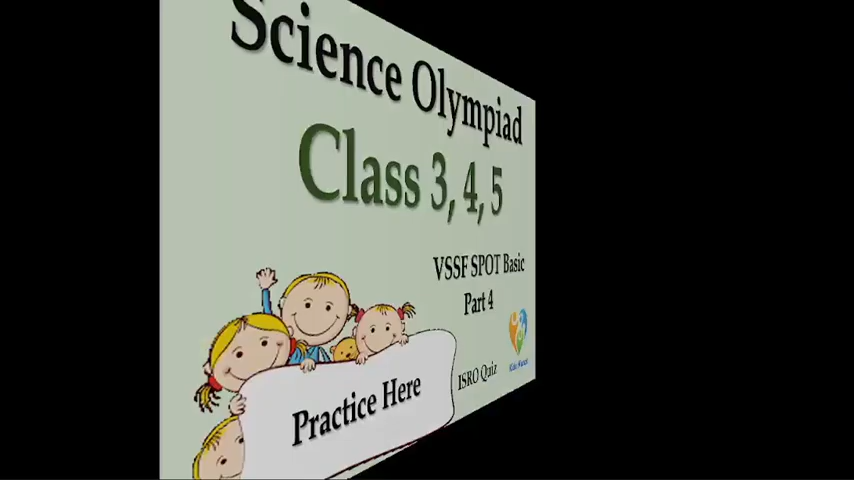 Science Olympiad
Class 3, 4, 5
VSSF SPOT Basic
Part 4
ISRO Quiz
Practice Here